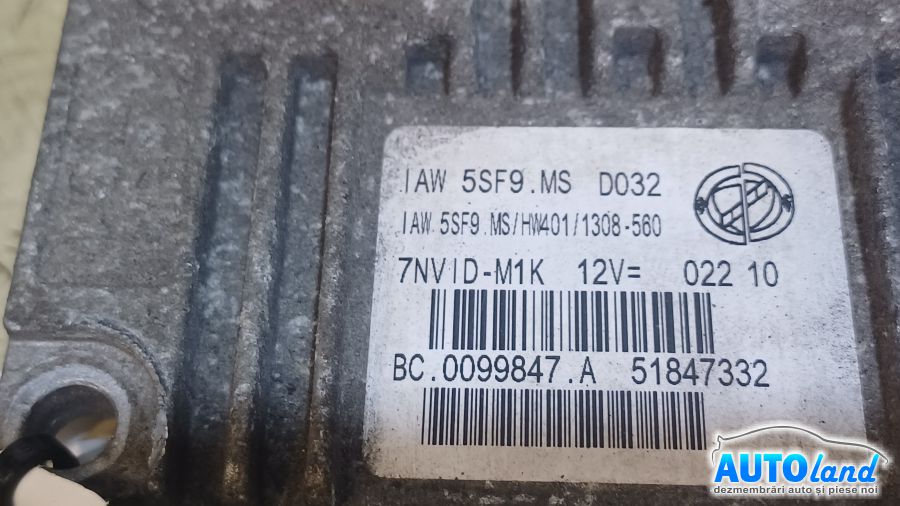 IAW 5SF9.MS D032
IAW 5SF9.MS/HW401/1308-560
7NVID-M1K 12V= 022 10
BC.0099847.A 51847332
AUTOland
dezmembrări auto și piese noi